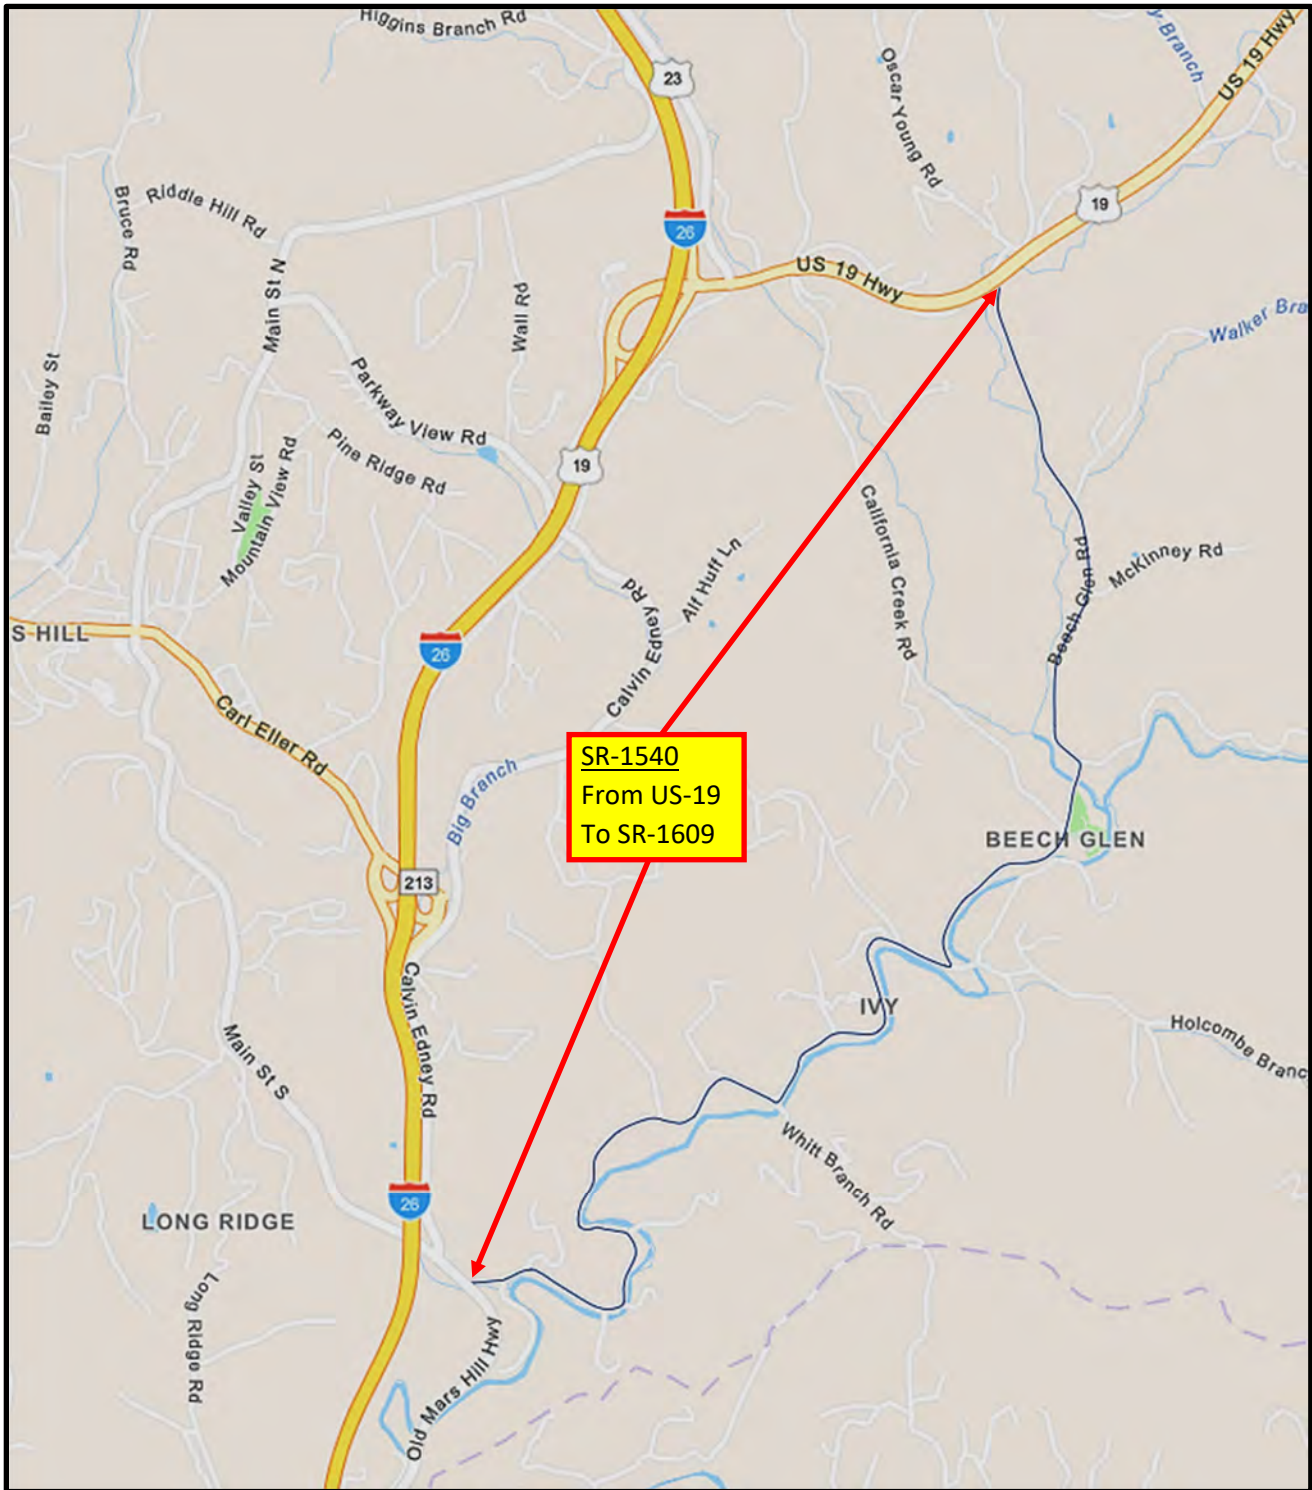 Higgins Branch Rd
23
Oscar Young Rd
y Branch
US 19 Hwy
Bruce Rd
Riddle Hill Rd
Main St N
26
19
US 19 Hwy
Wall Rd
Walker Bra
Bailey St
Parkway View Rd
Pine Ridge Rd
19
Valley St
Mountain View Rd
California Creek Rd
Beech Glen Rd
McKinney Rd
Alf Huff Ln
Calvin Edney Rd
S HILL
26
Carl Eller Rd
Big Branch
SR-1540
From US-19
To SR-1609
BEECH GLEN
213
Calvin Edney Rd
IVY
Holcombe Branc
Main St S
Whitt Branch Rd
26
LONG RIDGE
Long Ridge Rd
Old Mars Hill Hwy